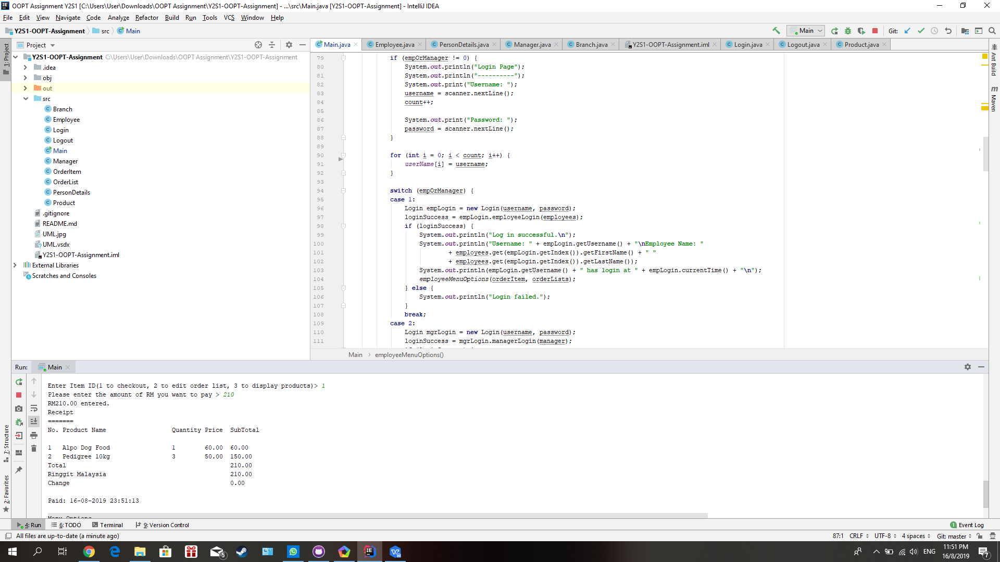 OOPT Assignment Y2S1 [C:\Users\User\Downloads\OOPT Assignment\Y2S1-OOPT-Assignment] - ...\src\Main.java [Y2S1-OOPT-Assignment] - IntelliJ IDEA
File Edit View Navigate Code Analyze Refactor Build Run Tools VCS Window Help
Y2S1-OOPT-Assignment src Main
Main Git:
Project
Main.java Employee.java PersonDetails.java Manager.java Branch.java Y2S1-OOPT-Assignment.iml Login.java Logout.java Product.java
1: Project
Y2S1-OOPT-Assignment C:\Users\User\Downloads\OOPT Assignment\Y2S1-OOPT-Assignment
.idea
obj
out
src
Branch
Employee
Login
Logout
Main
Manager
OrderItem
OrderList
PersonDetails
Product
.gitignore
README.md
UML.jpg
UML.vsdx
Y2S1-OOPT-Assignment.iml
External Libraries
Scratches and Consoles
79 if (empOrManager != 0) {
80 System.out.println("Login Page");
81 System.out.println("----------");
82 System.out.print("Username: ");
83 username = scanner.nextLine();
84 count++;
85
86 System.out.print("Password: ");
87 password = scanner.nextLine();
88 }
89
90 for (int i = 0; i < count; i++) {
91 userName[i] = username;
92 }
93
94 switch (empOrManager) {
95 case 1:
96 Login empLogin = new Login(username, password);
97 loginSuccess = empLogin.employeeLogin(employees);
98 if (loginSuccess) {
99 System.out.println("Log in successful.\n");
100 System.out.println("Username: " + empLogin.getUsername() + "\nEmployee Name: "
101 + employees.get(empLogin.getIndex()).getFirstName() + " "
102 + employees.get(empLogin.getIndex()).getLastName());
103 System.out.println(empLogin.getUsername() + " has login at " + empLogin.currentTime() + "\n");
104 employeeMenuOptions(orderItem, orderLists);
105 } else {
106 System.out.println("Login failed.");
107 }
108 break;
109 case 2:
110 Login mgrLogin = new Login(username, password);
111 loginSuccess = mgrLogin.managerLogin(manager);
Main employeeMenuOptions()
Ant Build
Maven
Run: Main
Enter Item ID(1 to checkout, 2 to edit order list, 3 to display products)> 1
Please enter the amount of RM you want to pay > 210
RM210.00 entered.
Receipt
=======
No. Product Name Quantity Price SubTotal
1 Alpo Dog Food 1 60.00 60.00
2 Pedigree 10kg 3 50.00 150.00
Total 210.00
Ringgit Malaysia 210.00
Change 0.00
Paid: 16-08-2019 23:51:13
Menu Options
7: Structure
2: Favorites
4: Run 6: TODO Terminal 9: Version Control 1 Event Log
All files are up-to-date (a minute ago) 87:1 CRLF UTF-8 4 spaces Git: master
5
ENG 11:51 PM
16/8/2019
7